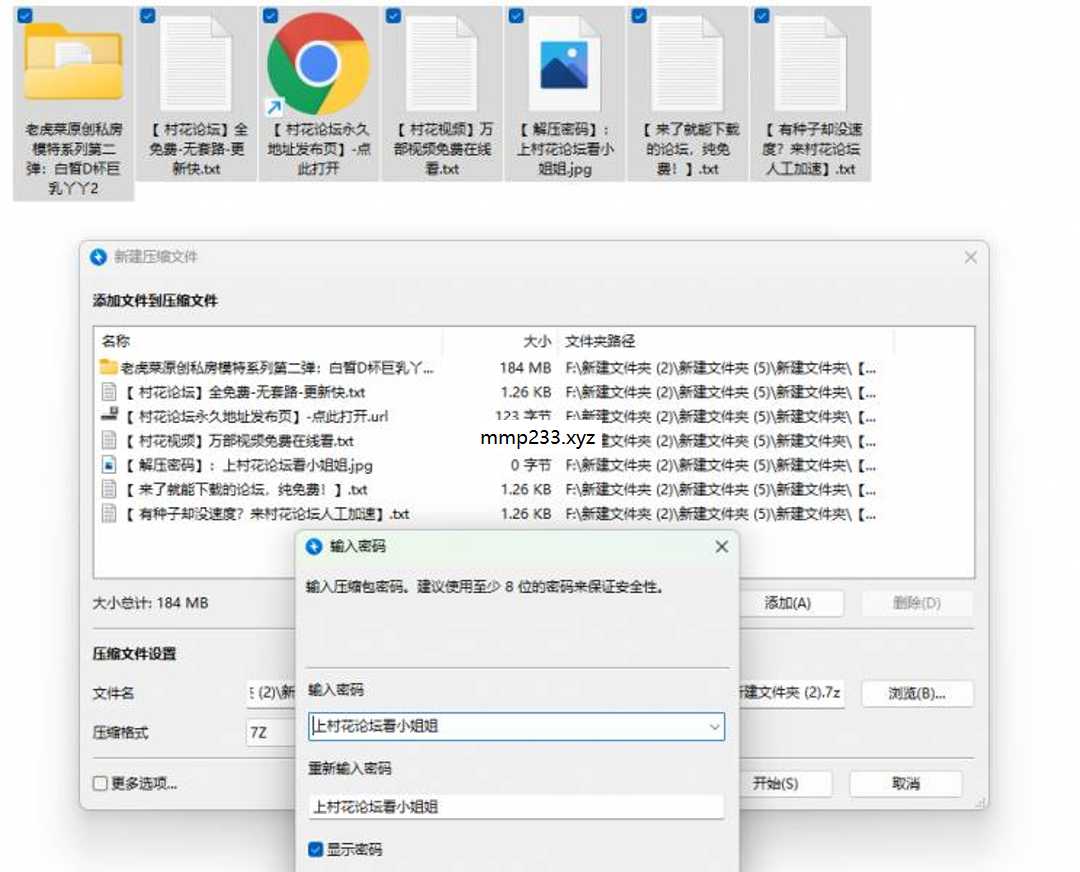 老虎菜原创私房
模特系列第二
弹：白皙D杯巨
乳丫丫2
【 村花论坛】全
免费-无套路-更
新快.txt
【 村花论坛永久
地址发布页】-点
此打开
【 村花视频】万
部视频免费在线
看.txt
【 解压密码】：
上村花论坛看小
姐姐.jpg
【 来了就能下载
的论坛，纯免
费！】.txt
【 有种子却没速
度？来村花论坛
人工加速】.txt
新建压缩文件
添加文件到压缩文件
名称 大小 文件夹路径
老虎菜原创私房模特系列第二弹：白皙D杯巨乳丫... 184 MB F:\新建文件夹 (2)\新建文件夹 (5)\新建文件夹\【...
【 村花论坛】全免费-无套路-更新快.txt 1.26 KB F:\新建文件夹 (2)\新建文件夹 (5)\新建文件夹\【...
【 村花论坛永久地址发布页】-点此打开.url 123 字节 F:\新建文件夹 (2)\新建文件夹 (5)\新建文件夹\【...
【 村花视频】万部视频免费在线看.txt mmp233.xyz 新建文件夹 (2)\新建文件夹 (5)\新建文件夹\【...
【 解压密码】：上村花论坛看小姐姐.jpg 0 字节 F:\新建文件夹 (2)\新建文件夹 (5)\新建文件夹\【...
【 来了就能下载的论坛，纯免费！】.txt 1.26 KB F:\新建文件夹 (2)\新建文件夹 (5)\新建文件夹\【...
【 有种子却没速度？来村花论坛人工加速】.txt 1.26 KB F:\新建文件夹 (2)\新建文件夹 (5)\新建文件夹\【...
大小总计: 184 MB
添加(A) 删除(D)
压缩文件设置
文件名 (2)\新 建文件夹 (2).7z 浏览(B)...
压缩格式 7Z
更多选项...
开始(S) 取消
输入密码
输入压缩包密码。建议使用至少 8 位的密码来保证安全性。
输入密码
上村花论坛看小姐姐
重新输入密码
上村花论坛看小姐姐
显示密码